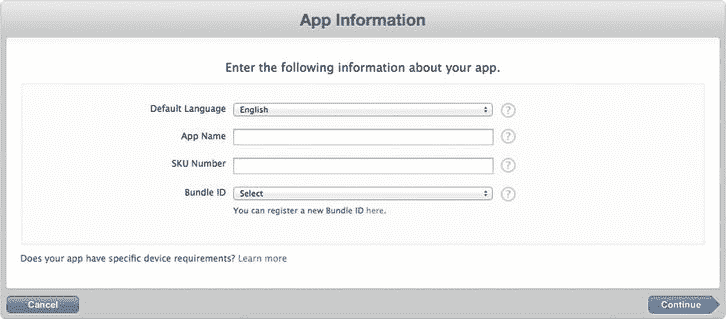 App Information
Enter the following information about your app.
Default Language English ?
App Name ?
SKU Number ?
Bundle ID Select ?
You can register a new Bundle ID here.
Does your app have specific device requirements? Learn more
Cancel Continue